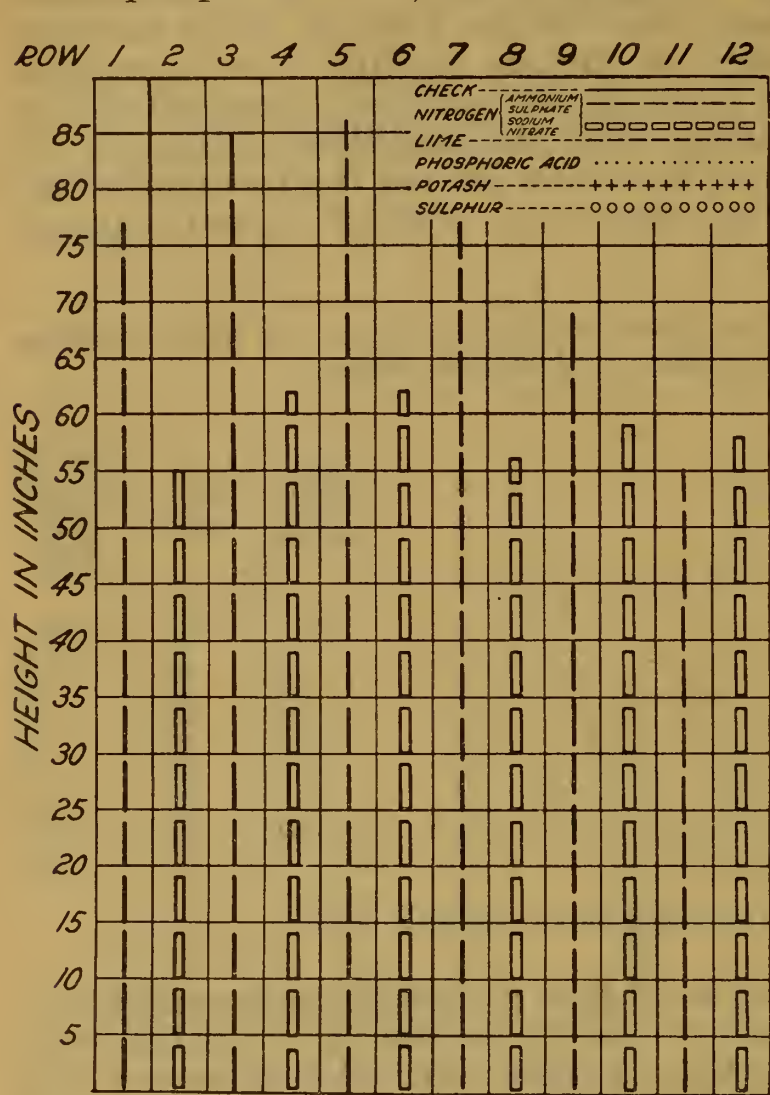 ROW 1 2 3 4 5 6 7 8 9 10 11 12
CHECK
NITROGEN { AMMONIUM SULPHATE
SODIUM NITRATE
LIME
PHOSPHORIC ACID
POTASH
SULPHUR
HEIGHT IN INCHES
85
80
75
70
65
60
55
50
45
40
35
30
25
20
15
10
5